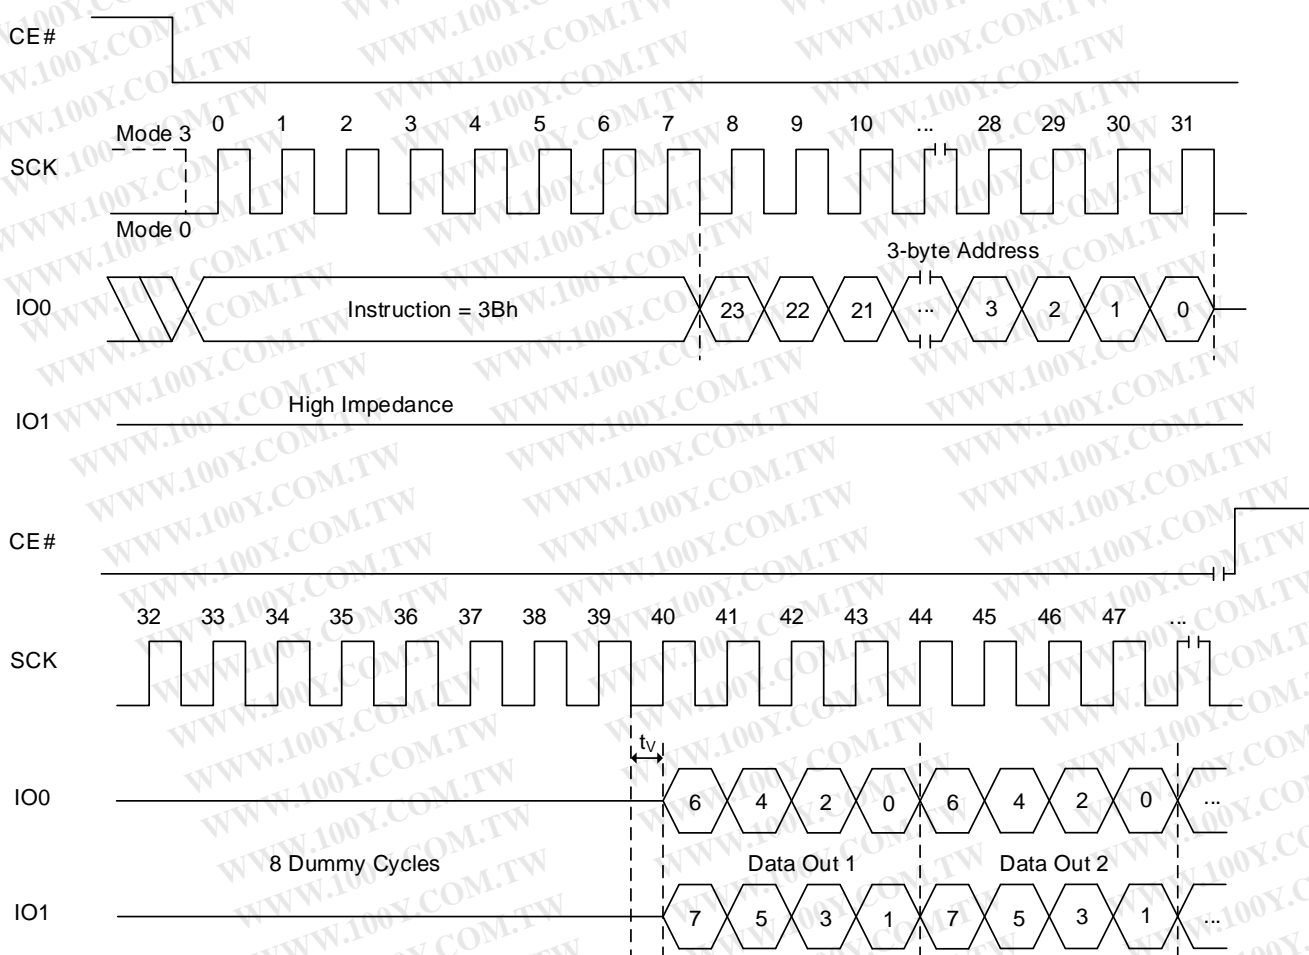 CE#
0 1 2 3 4 5 6 7 8 9 10 ... 28 29 30 31
Mode 3
SCK
Mode 0
3-byte Address
IO0 Instruction = 3Bh 23 22 21 ... 3 2 1 0
High Impedance
IO1
CE#
32 33 34 35 36 37 38 39 40 41 42 43 44 45 46 47 ...
SCK
tV
IO0 6 4 2 0 6 4 2 0 ...
8 Dummy Cycles Data Out 1 Data Out 2
IO1 7 5 3 1 7 5 3 1 ...
WWW.100Y.COM.TW